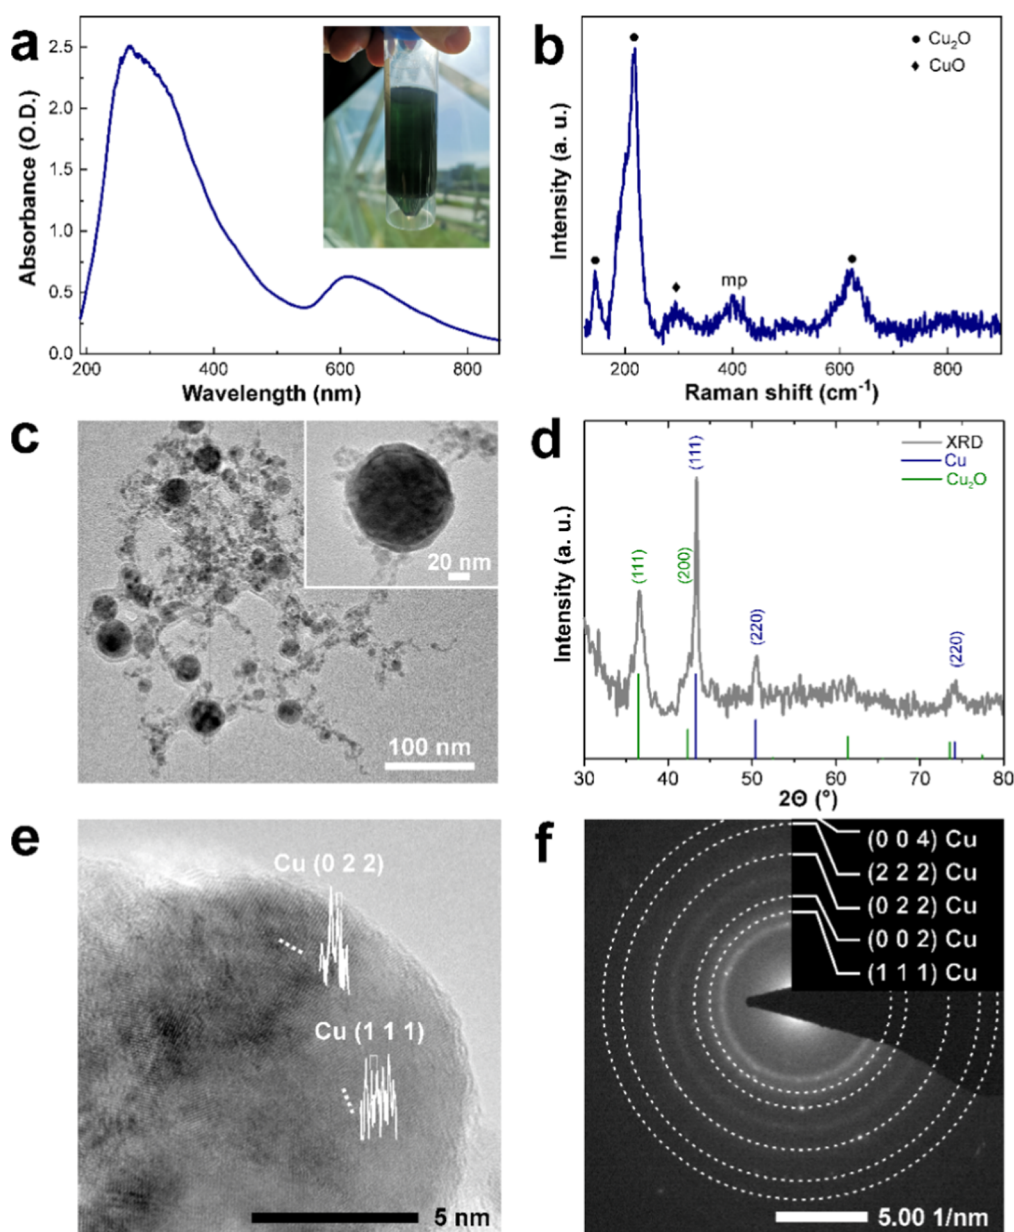 a
Absorbance (O.D.)
2.5
2.0
1.5
1.0
0.5
0.0
200
400
600
800
Wavelength (nm)
b
Intensity (a. u.)
Cu₂O
CuO
mp
200
400
600
800
Raman shift (cm⁻¹)
c
20 nm
100 nm
d
Intensity (a. u.)
XRD
Cu
Cu₂O
(111)
(200)
(111)
(220)
(220)
30
40
50
60
70
80
2Θ (°)
e
Cu (0 2 2)
Cu (1 1 1)
5 nm
f
(0 0 4) Cu
(2 2 2) Cu
(0 2 2) Cu
(0 0 2) Cu
(1 1 1) Cu
5.00 1/nm